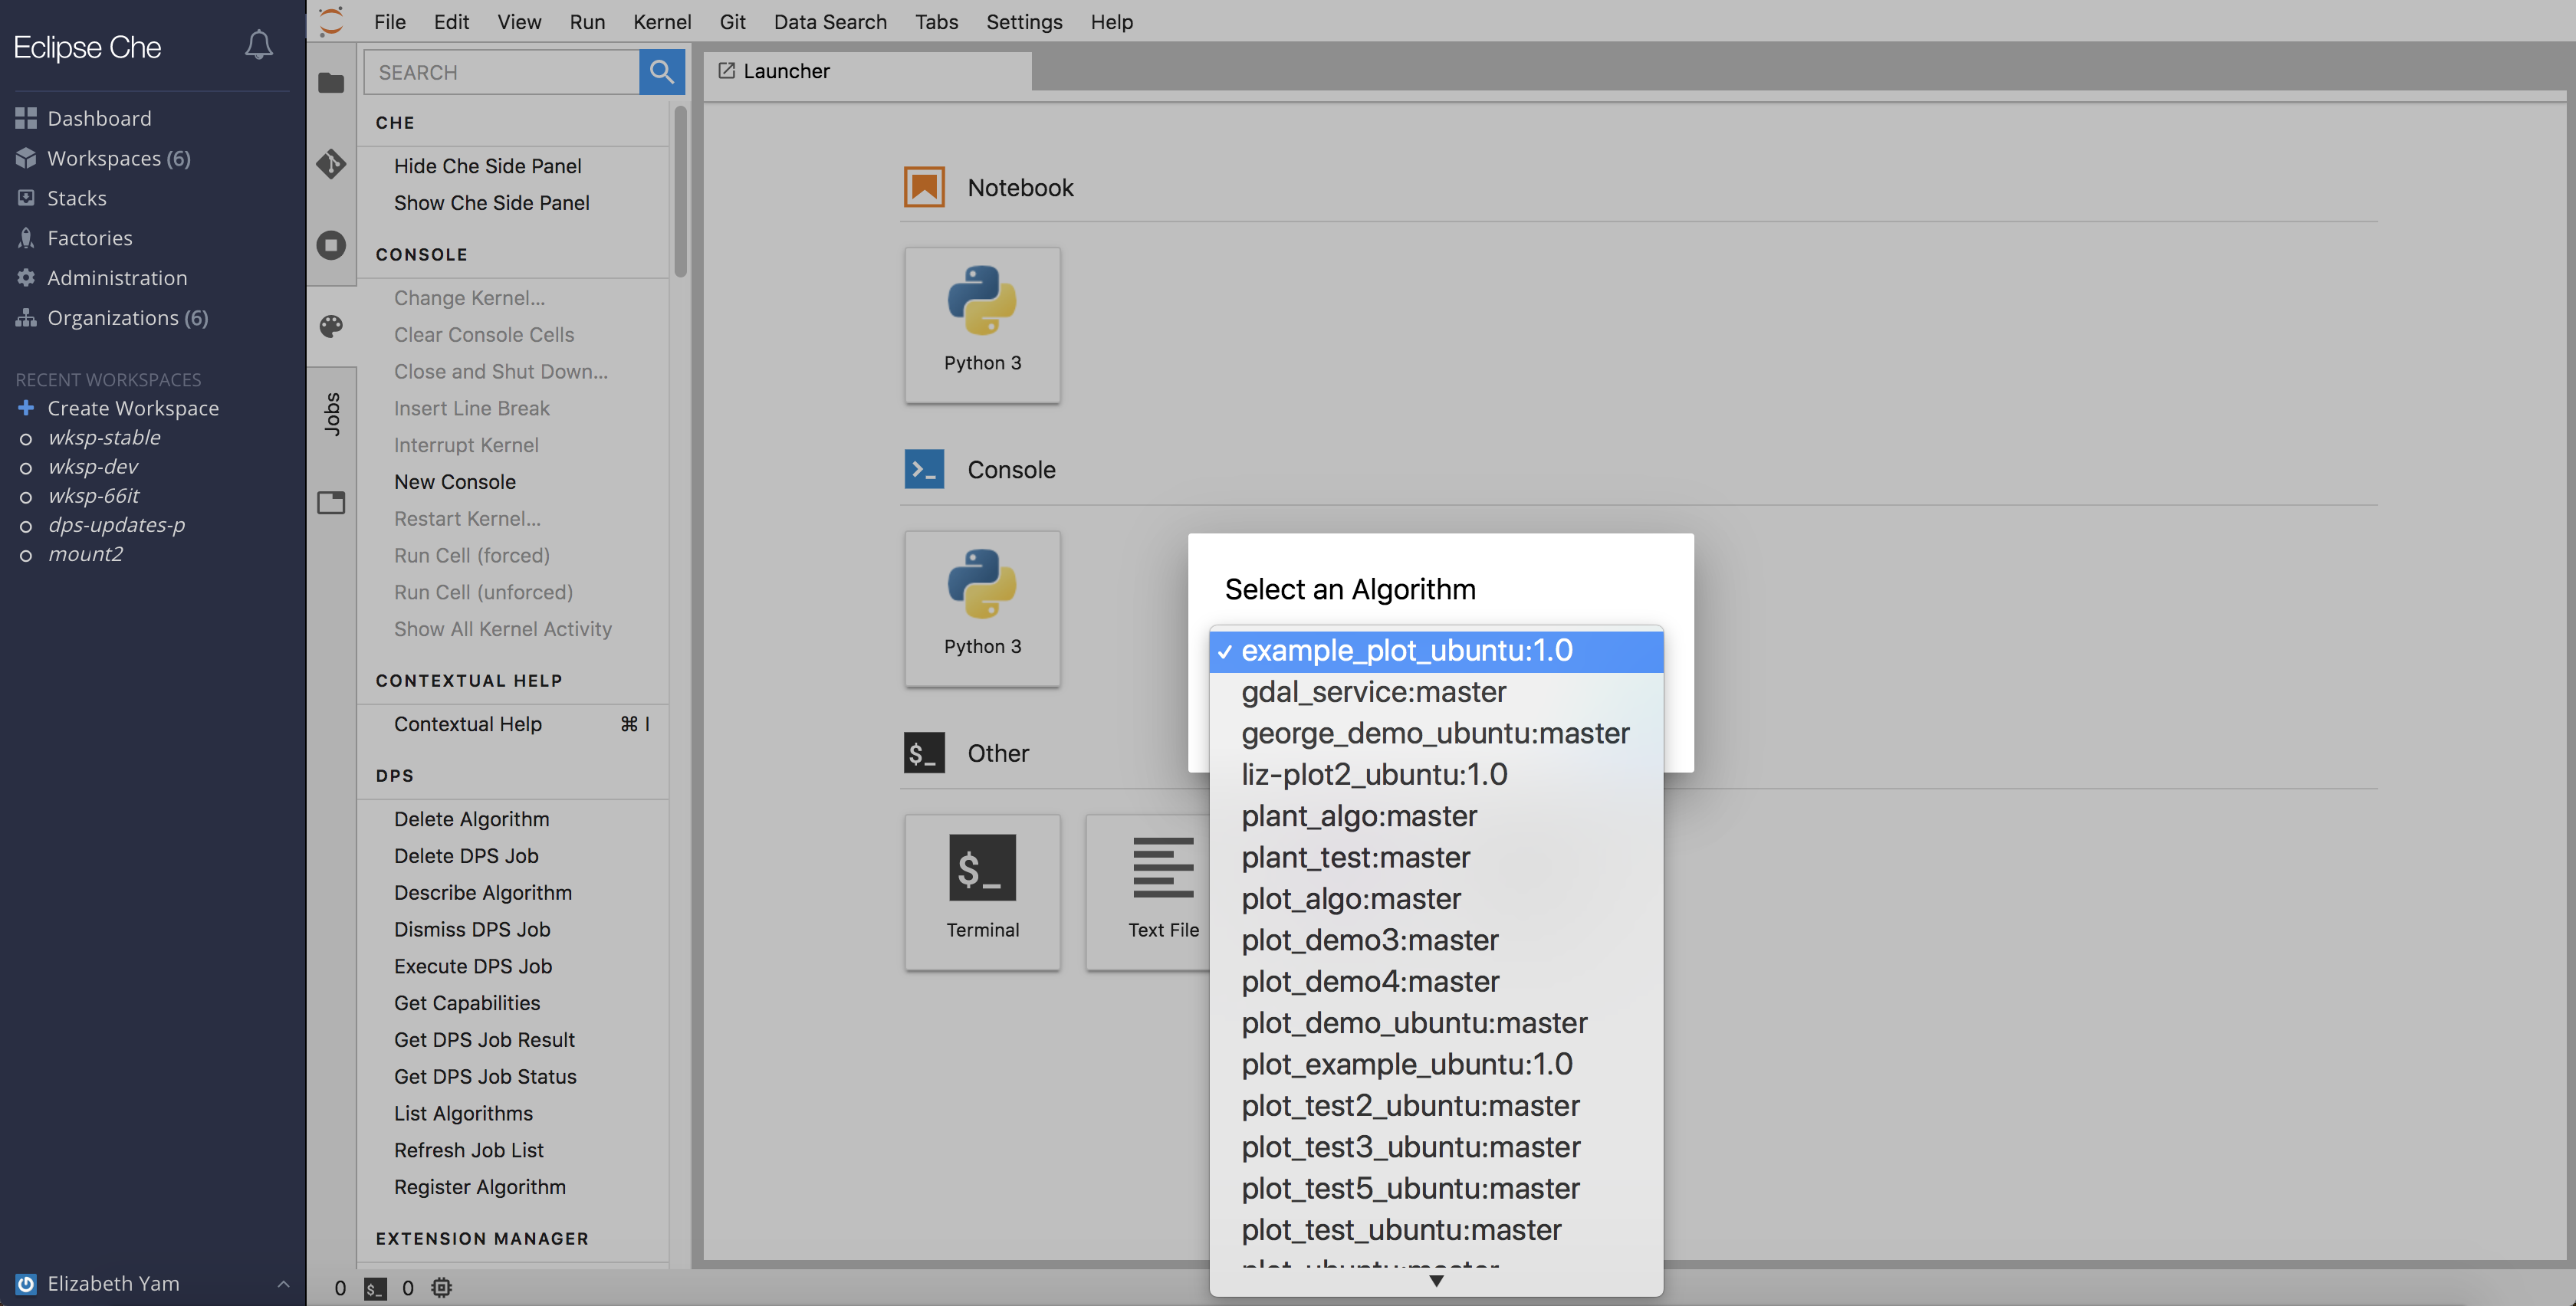 Eclipse Che
Dashboard
Workspaces (6)
Stacks
Factories
Administration
Organizations (6)
RECENT WORKSPACES
Create Workspace
wksp-stable
wksp-dev
wksp-66it
dps-updates-p
mount2
Elizabeth Yam
File Edit View Run Kernel Git Data Search Tabs Settings Help
Jobs
SEARCH
CHE
Hide Che Side Panel
Show Che Side Panel
CONSOLE
Change Kernel...
Clear Console Cells
Close and Shut Down...
Insert Line Break
Interrupt Kernel
New Console
Restart Kernel...
Run Cell (forced)
Run Cell (unforced)
Show All Kernel Activity
CONTEXTUAL HELP
Contextual Help ⌘ I
DPS
Delete Algorithm
Delete DPS Job
Describe Algorithm
Dismiss DPS Job
Execute DPS Job
Get Capabilities
Get DPS Job Result
Get DPS Job Status
List Algorithms
Refresh Job List
Register Algorithm
EXTENSION MANAGER
0 $_ 0
Launcher
Notebook
Python 3
>_ Console
Python 3
$_ Other
$_
Terminal
Text File
Select an Algorithm
✓ example_plot_ubuntu:1.0
gdal_service:master
george_demo_ubuntu:master
liz-plot2_ubuntu:1.0
plant_algo:master
plant_test:master
plot_algo:master
plot_demo3:master
plot_demo4:master
plot_demo_ubuntu:master
plot_example_ubuntu:1.0
plot_test2_ubuntu:master
plot_test3_ubuntu:master
plot_test5_ubuntu:master
plot_test_ubuntu:master